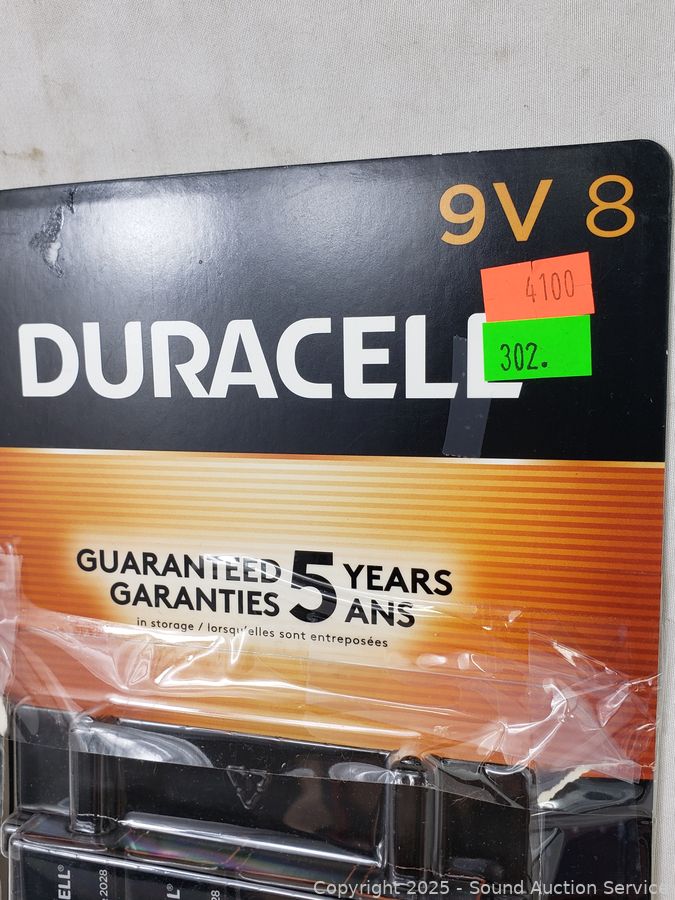 9V 8
4100
DURACELL
302.
GUARANTEED 5 YEARS
GARANTIES ANS
in storage / lorsqu'elles sont entreposées
2028
Copyright 2025 - Sound Auction Service